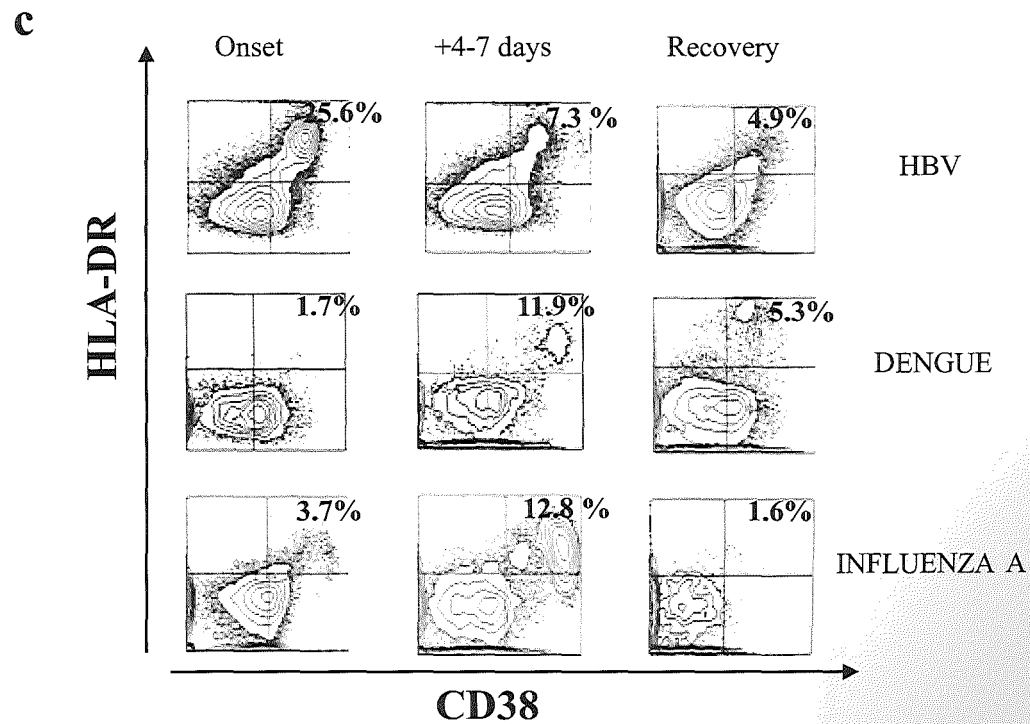 c
Onset +4-7 days Recovery
25.6% 7.3 % 4.9%
HBV
HLA-DR
1.7% 11.9% 5.3%
DENGUE
3.7% 12.8 % 1.6%
INFLUENZA A
CD38